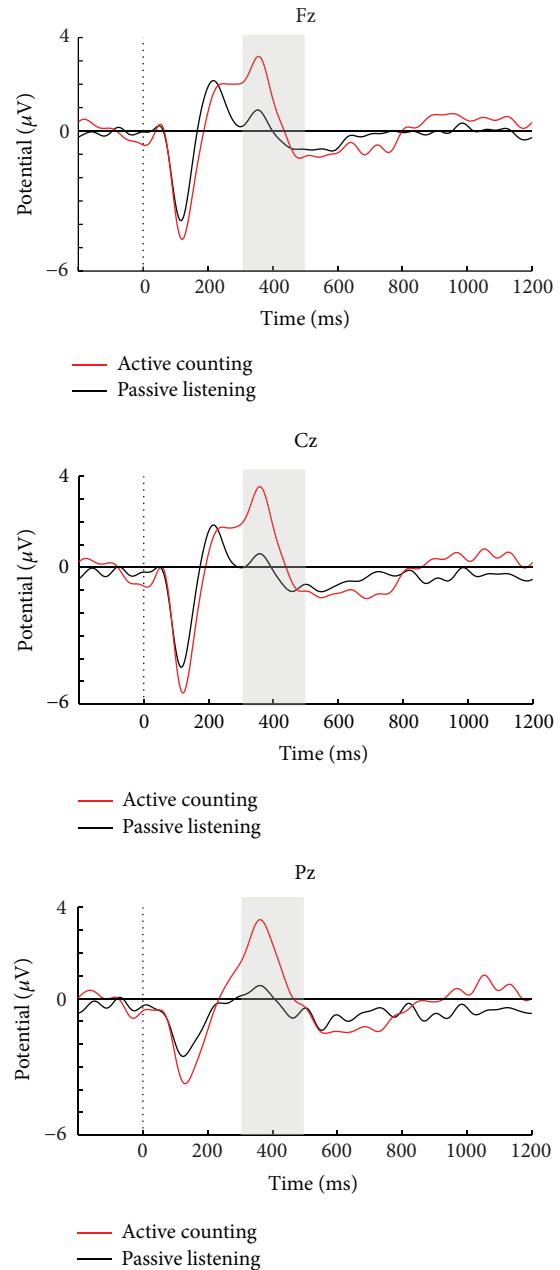 Fz
4
0
−6
Potential (μV)
0 200 400 600 800 1000 1200
Time (ms)
Active counting
Passive listening
Cz
4
0
−6
Potential (μV)
0 200 400 600 800 1000 1200
Time (ms)
Active counting
Passive listening
Pz
4
0
−6
Potential (μV)
0 200 400 600 800 1000 1200
Time (ms)
Active counting
Passive listening